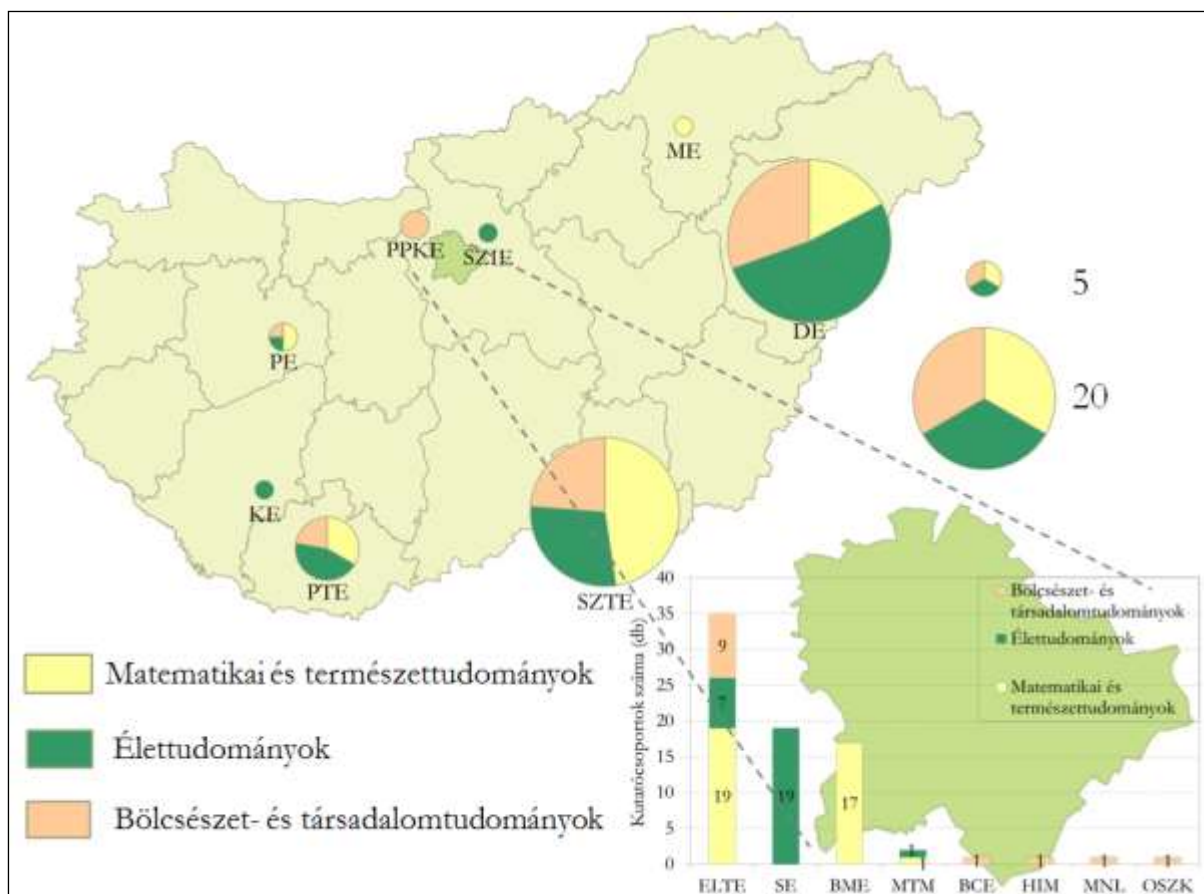 ME
PPKE
SZIE
DE
5
PE
20
KE
PTE
SZTE
Matematikai és természettudományok
Élettudományok
Bölcsészet- és társadalomtudományok
Kutatócsoportok száma (db)
40
35
30
25
20
15
10
5
0
9
7
19
19
17
1
1
1
1
1
ELTE SE BME MTM BCE HIM MNL OSZK
Bölcsészet- és
társadalomtudományok
Élettudományok
Matematikai és
természettudományok